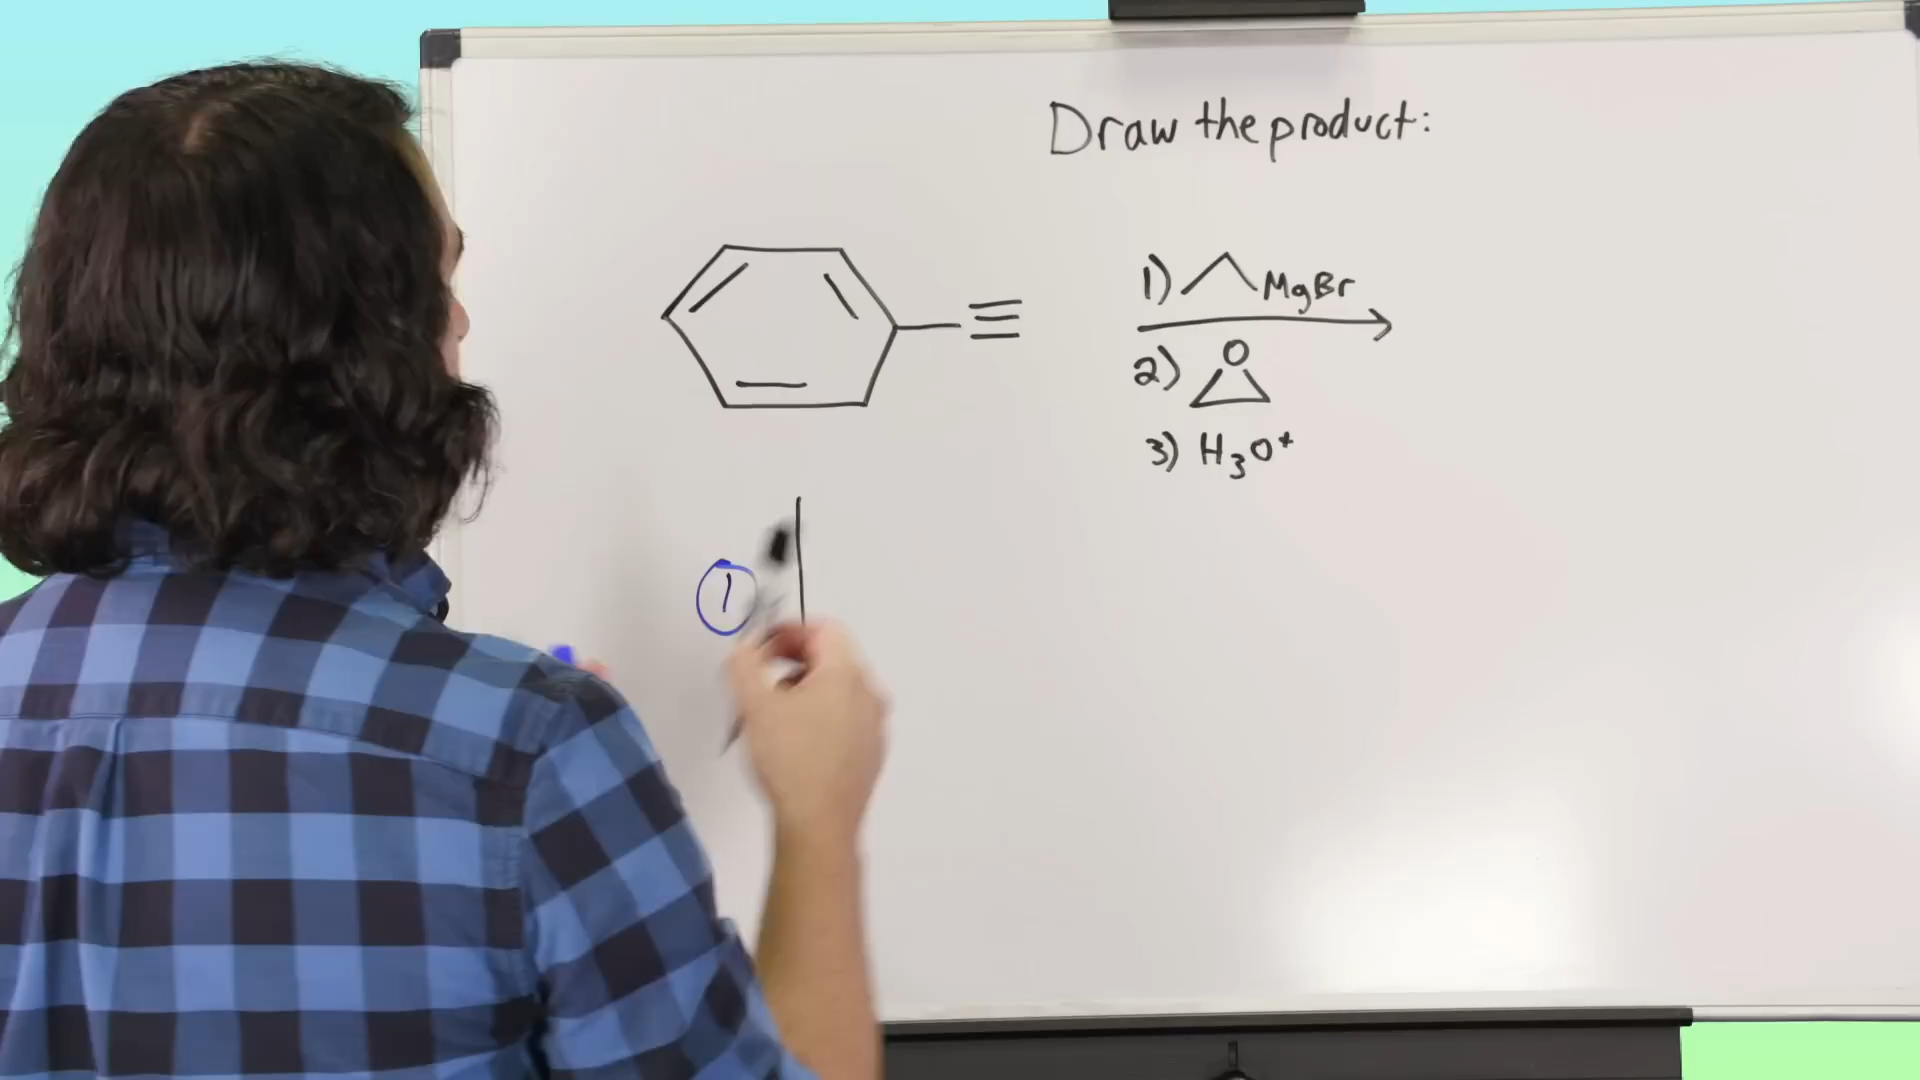 Draw the product:
1) MgBr
2) O
3) H₃O⁺
1